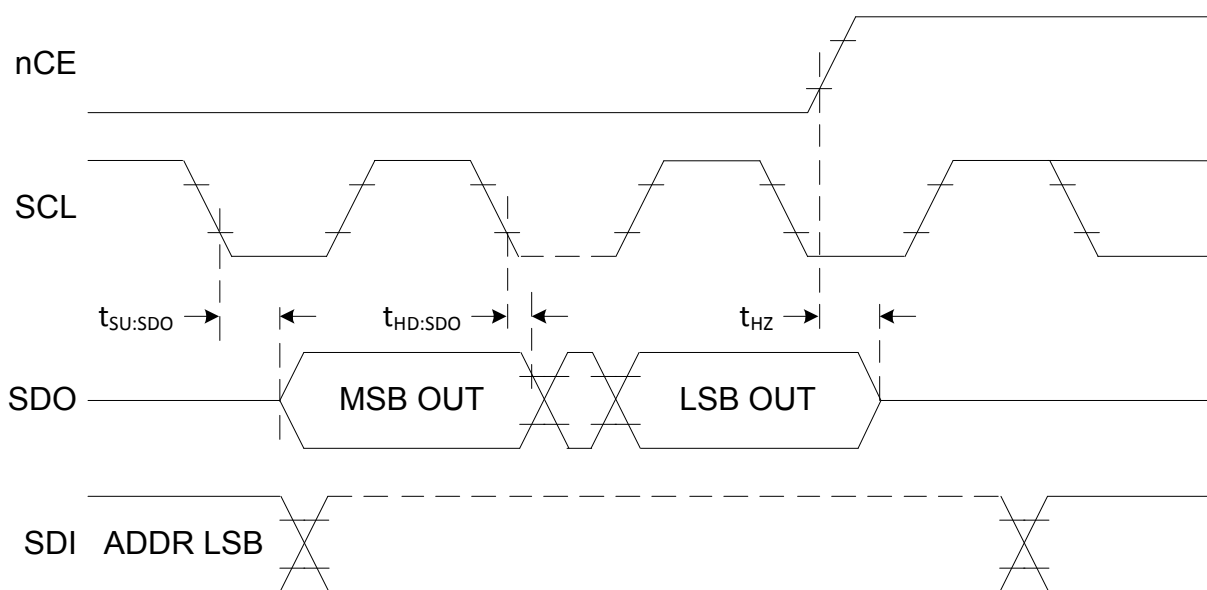 nCE
SCL
tSU:SDO
tHD:SDO
tHZ
SDO
MSB OUT
LSB OUT
SDI
ADDR LSB